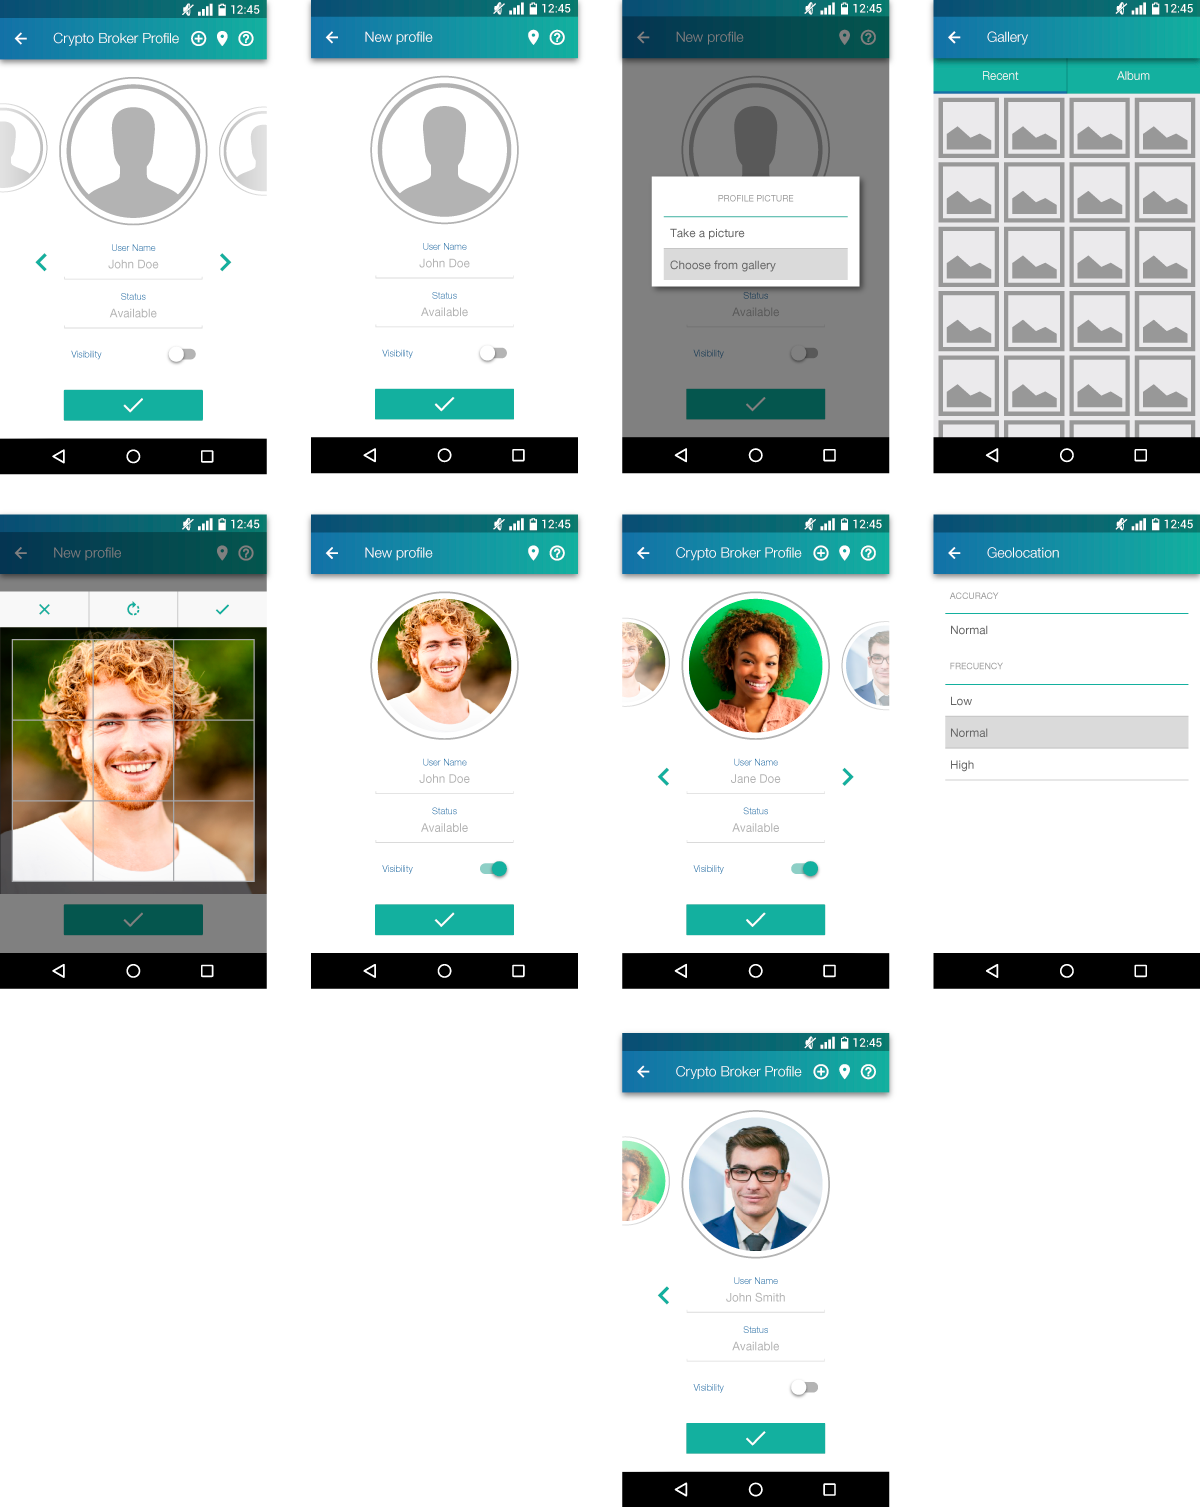 12:45
Crypto Broker Profile
User Name
John Doe
Status
Available
Visibility
12:45
New profile
User Name
John Doe
Status
Available
Visibility
12:45
New profile
PROFILE PICTURE
Take a picture
Choose from gallery
Status
Available
Visibility
12:45
Gallery
Recent
Album
12:45
New profile
12:45
New profile
User Name
John Doe
Status
Available
Visibility
12:45
Crypto Broker Profile
User Name
Jane Doe
Status
Available
Visibility
12:45
Geolocation
ACCURACY
Normal
FRECUENCY
Low
Normal
High
12:45
Crypto Broker Profile
User Name
John Smith
Status
Available
Visibility